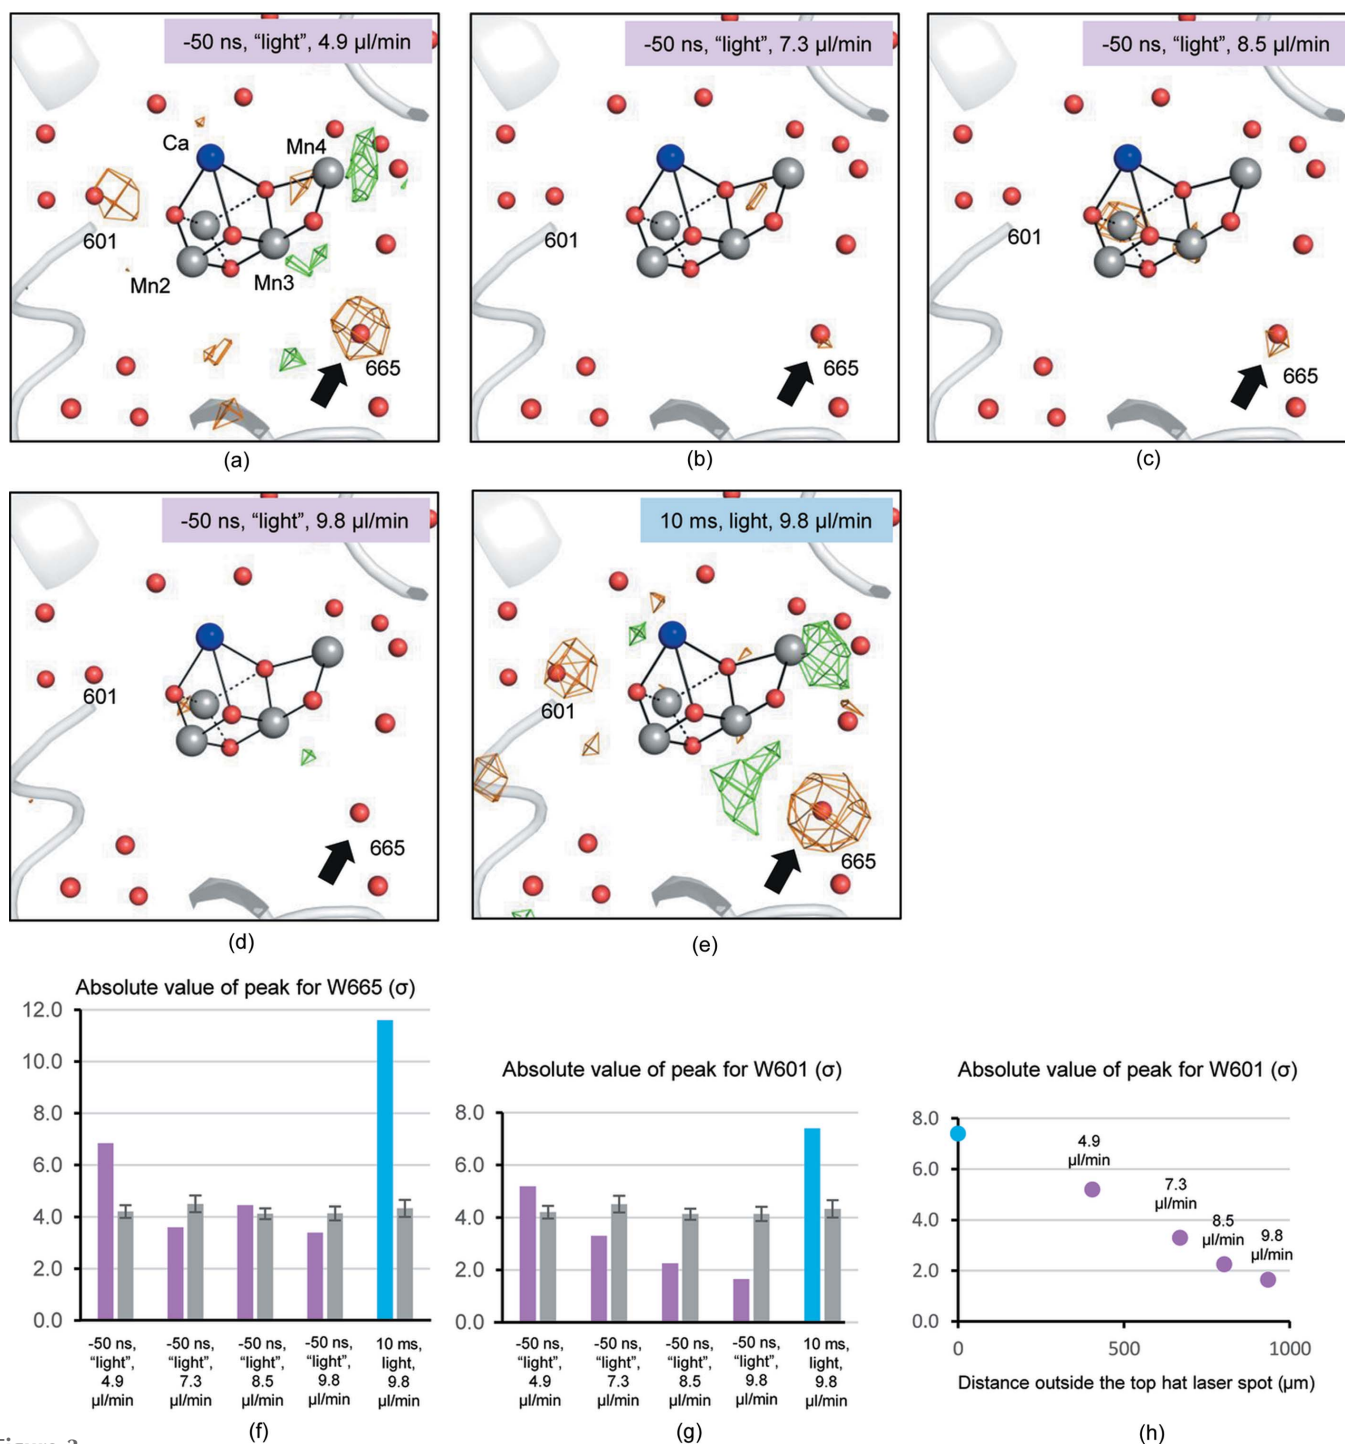 -50 ns, “light”, 4.9 µl/min
-50 ns, “light”, 7.3 µl/min
-50 ns, “light”, 8.5 µl/min
Ca
Mn4
601
Mn2
Mn3
665
601
665
601
665
(a)
(b)
(c)
-50 ns, “light”, 9.8 µl/min
10 ms, light, 9.8 µl/min
601
665
601
665
(d)
(e)
Absolute value of peak for W665 (σ)
12.0
10.0
8.0
6.0
4.0
2.0
0.0
-50 ns, -50 ns, -50 ns, -50 ns, 10 ms,
“light”, “light”, “light”, “light”, light,
4.9 7.3 8.5 9.8 9.8
µl/min µl/min µl/min µl/min µl/min
(f)
Absolute value of peak for W601 (σ)
8.0
6.0
4.0
2.0
0.0
-50 ns, -50 ns, -50 ns, -50 ns, 10 ms,
“light”, “light”, “light”, “light”, light,
4.9 7.3 8.5 9.8 9.8
µl/min µl/min µl/min µl/min µl/min
(g)
Absolute value of peak for W601 (σ)
8.0
6.0
4.0
2.0
0.0
4.9
µl/min
7.3
µl/min
8.5
µl/min
9.8
µl/min
0 500 1000
Distance outside the top hat laser spot (µm)
(h)